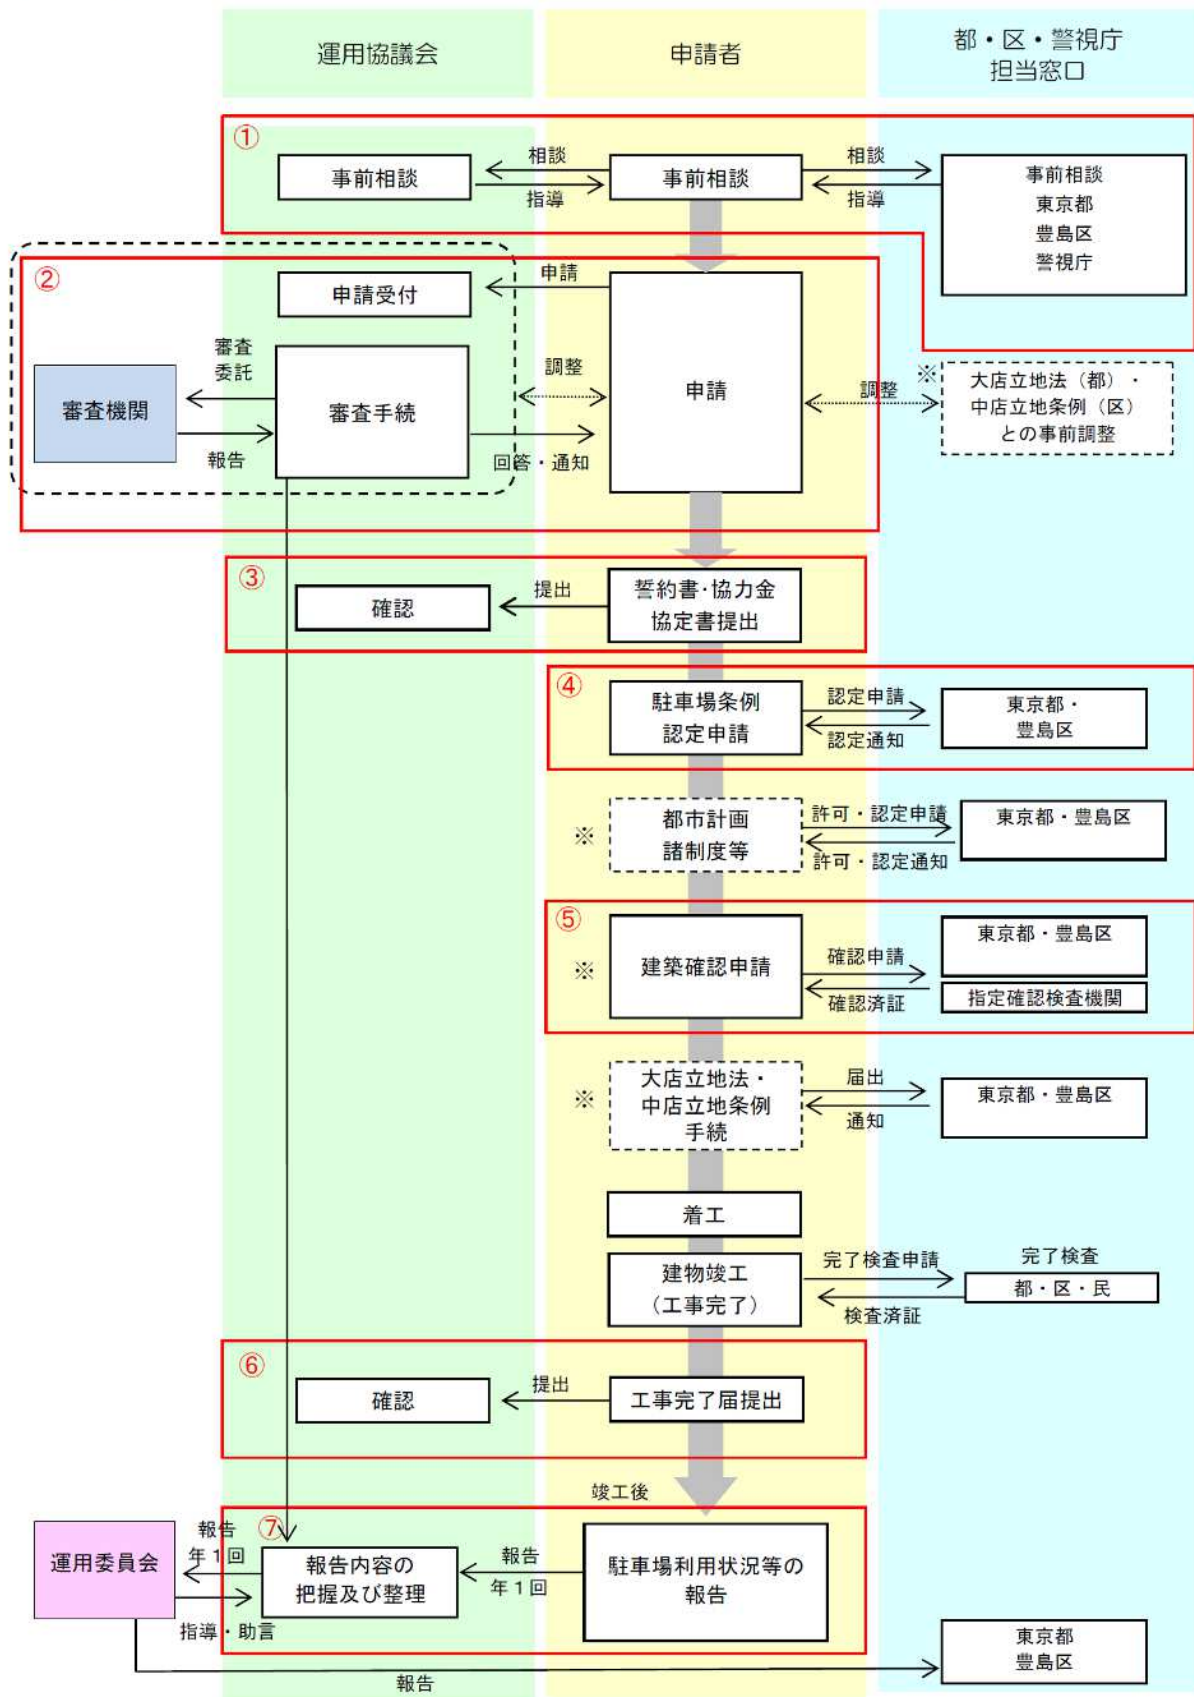 運用協議会
申請者
都・区・警視庁
担当窓口
①
事前相談
相談
指導
事前相談
相談
指導
事前相談
東京都
豊島区
警視庁
②
申請受付
申請
審査
委託
審査機関
報告
審査手続
調整
回答・通知
申請
調整
※
大店立地法（都）・
中店立地条例（区）
との事前調整
③
確認
提出
誓約書・協力金
協定書提出
④
駐車場条例
認定申請
認定申請
認定通知
東京都・
豊島区
※
都市計画
諸制度等
許可・認定申請
許可・認定通知
東京都・豊島区
⑤
※
建築確認申請
確認申請
確認済証
東京都・豊島区
指定確認検査機関
※
大店立地法・
中店立地条例
手続
届出
通知
東京都・豊島区
着工
建物竣工
（工事完了）
完了検査申請
検査済証
完了検査
都・区・民
⑥
確認
提出
工事完了届提出
竣工後
⑦
運用委員会
報告
年１回
指導・助言
報告内容の
把握及び整理
報告
年１回
駐車場利用状況等の
報告
報告
東京都
豊島区